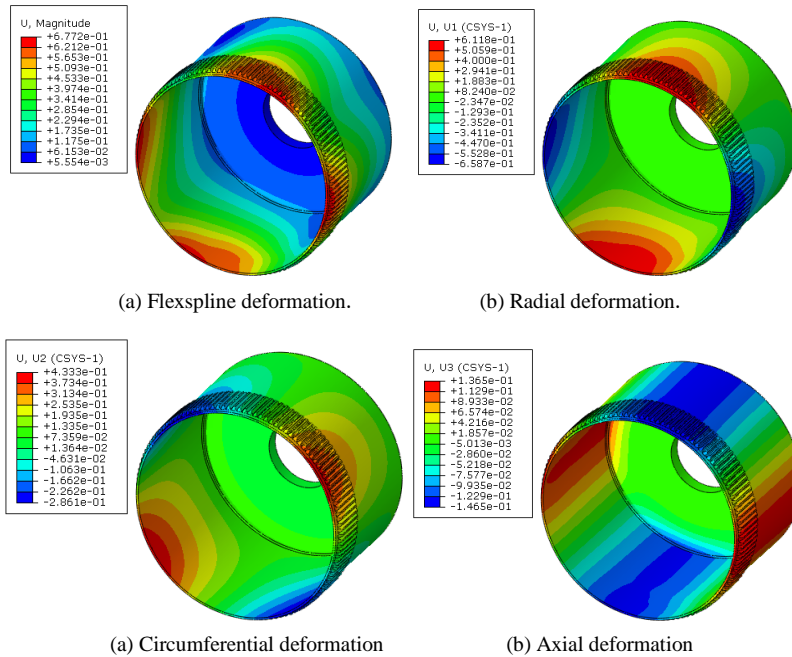 U, Magnitude
+6.772e-01
+6.212e-01
+5.653e-01
+5.093e-01
+4.533e-01
+3.974e-01
+3.414e-01
+2.854e-01
+2.294e-01
+1.735e-01
+1.175e-01
+6.153e-02
+5.554e-03
U, U1 (CSYS-1)
+6.118e-01
+5.059e-01
+4.000e-01
+2.941e-01
+1.883e-01
+8.240e-02
-2.347e-02
-1.293e-01
-2.352e-01
-3.411e-01
-4.470e-01
-5.528e-01
-6.587e-01
(a) Flexspline deformation.
(b) Radial deformation.
U, U2 (CSYS-1)
+4.333e-01
+3.734e-01
+3.134e-01
+2.535e-01
+1.935e-01
+1.335e-01
+7.359e-02
+1.364e-02
-4.631e-02
-1.063e-01
-1.662e-01
-2.262e-01
-2.861e-01
U, U3 (CSYS-1)
+1.365e-01
+1.129e-01
+8.933e-02
+6.574e-02
+4.216e-02
+1.857e-02
-5.013e-03
-2.860e-02
-5.218e-02
-7.577e-02
-9.935e-02
-1.229e-01
-1.465e-01
(a) Circumferential deformation
(b) Axial deformation